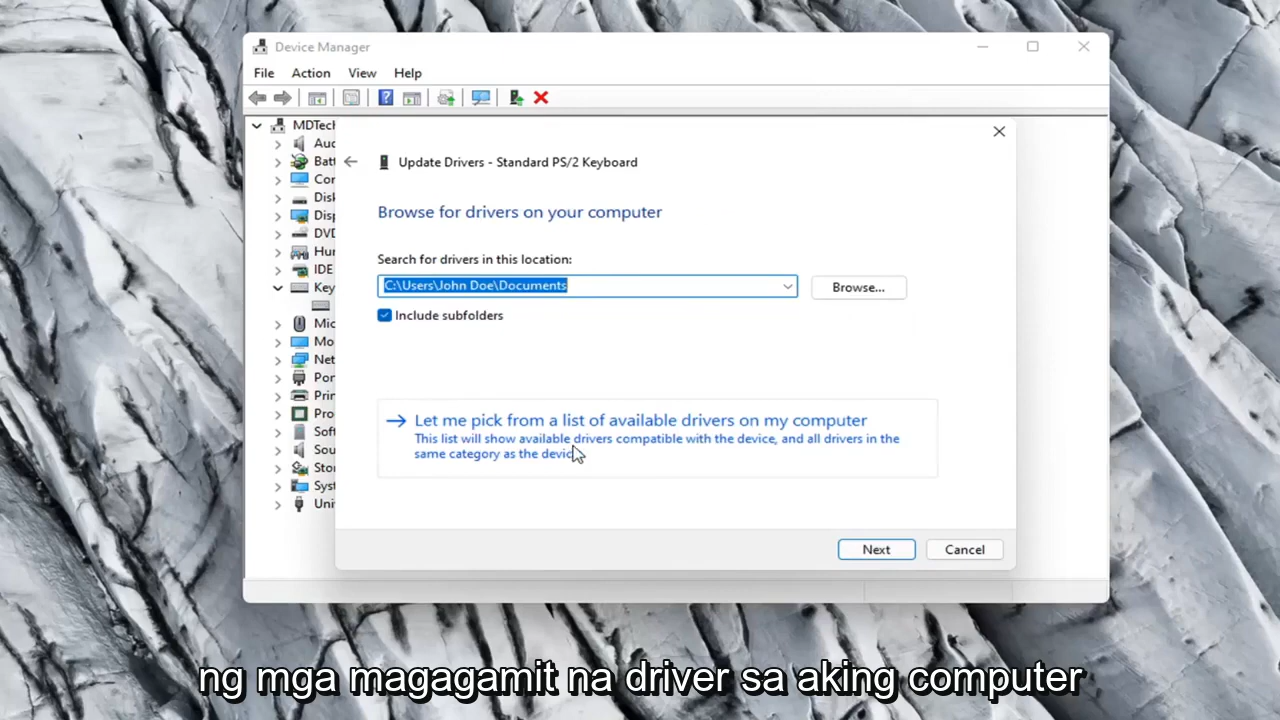 Device Manager
File Action View Help
MDTech
Update Drivers - Standard PS/2 Keyboard
Browse for drivers on your computer
Search for drivers in this location:
C:\Users\John Doe\Documents
Browse...
Include subfolders
Let me pick from a list of available drivers on my computer
This list will show available drivers compatible with the device, and all drivers in the
same category as the device.
Next Cancel
Aud
Batt
Cor
Disk
Disp
DVD
Hur
IDE
Key
Mic
Mo
Net
Por
Prin
Pro
Soft
Sou
Stor
Syst
Uni
ng mga magagamit na driver sa aking computer